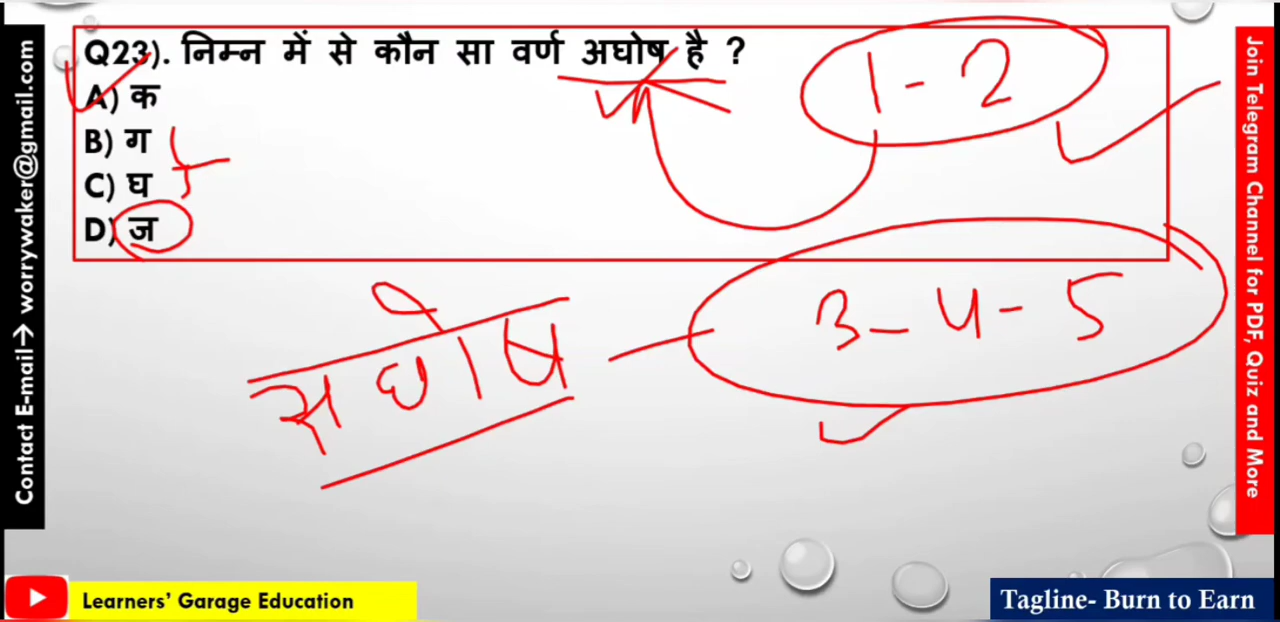 Q23). निम्न में से कौन सा वर्ण अघोष है ?
A) क
B) ग
C) घ
D) ज
1 - 2
3 - 4 - 5
सघोष
Contact E-mail→ worrywaker@gmail.com
Join Telegram Channel for PDF, Quiz and More
Learners’ Garage Education
Tagline- Burn to Earn